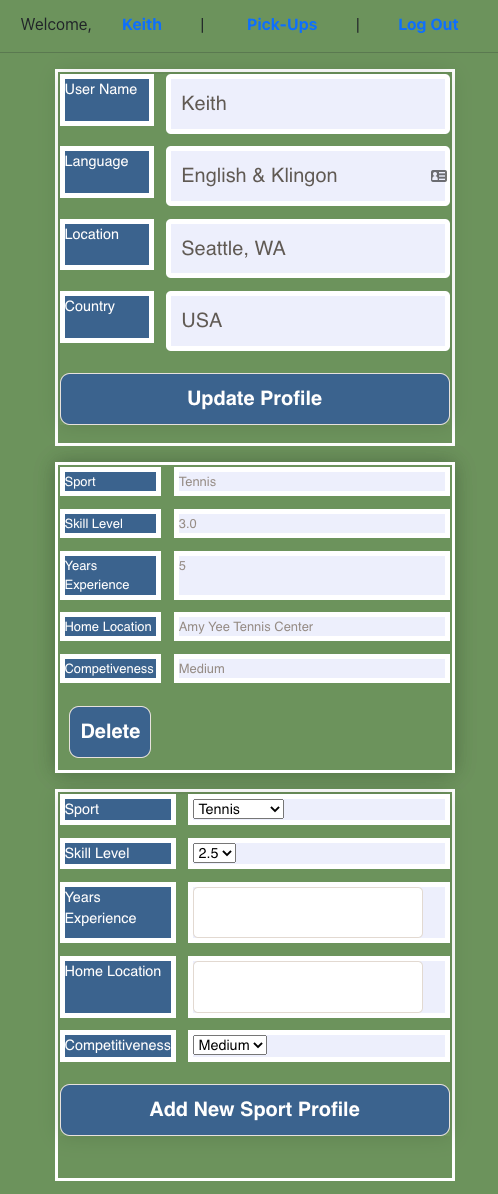 Welcome, Keith | Pick-Ups | Log Out
User Name Keith
Language English & Klingon
Location Seattle, WA
Country USA
Update Profile
Sport Tennis
Skill Level 3.0
Years 5
Experience
Home Location Amy Yee Tennis Center
Competiveness Medium
Delete
Sport Tennis
Skill Level 2.5
Years
Experience
Home Location
Competitiveness Medium
Add New Sport Profile